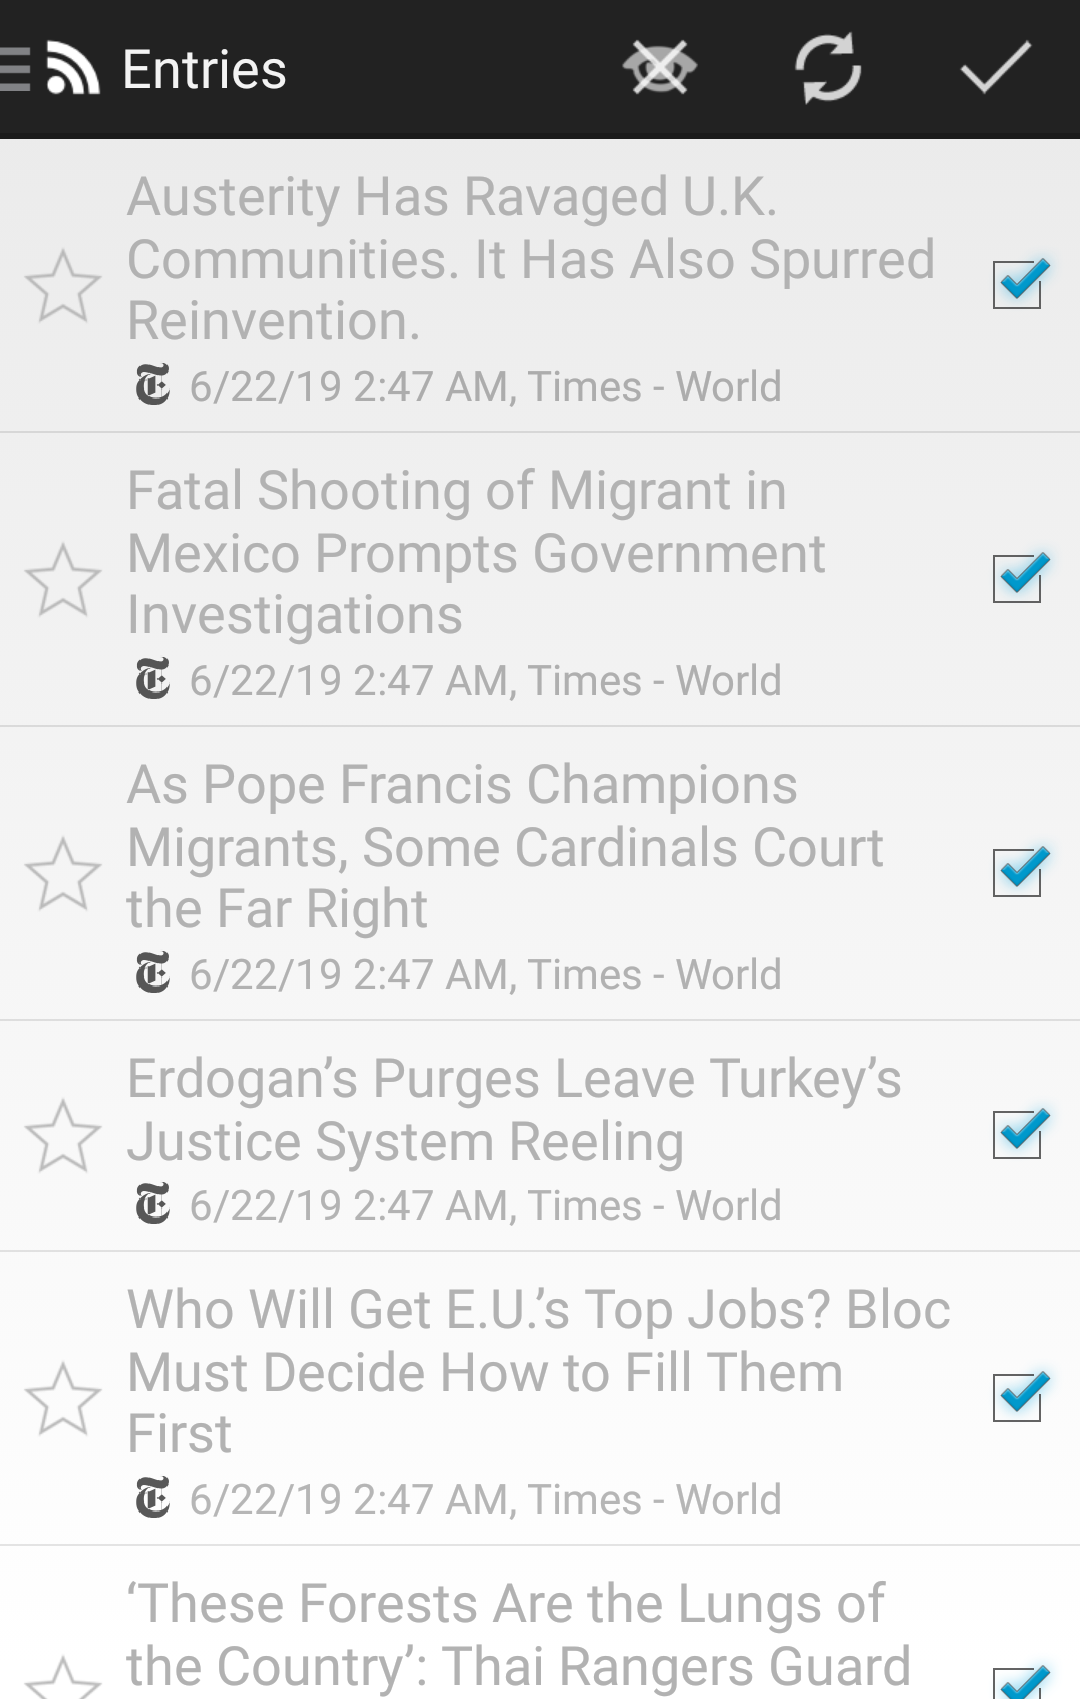 Entries
Austerity Has Ravaged U.K.
Communities. It Has Also Spurred
Reinvention.
6/22/19 2:47 AM, Times - World
Fatal Shooting of Migrant in
Mexico Prompts Government
Investigations
6/22/19 2:47 AM, Times - World
As Pope Francis Champions
Migrants, Some Cardinals Court
the Far Right
6/22/19 2:47 AM, Times - World
Erdogan’s Purges Leave Turkey’s
Justice System Reeling
6/22/19 2:47 AM, Times - World
Who Will Get E.U.’s Top Jobs? Bloc
Must Decide How to Fill Them
First
6/22/19 2:47 AM, Times - World
‘These Forests Are the Lungs of
the Country’: Thai Rangers Guard